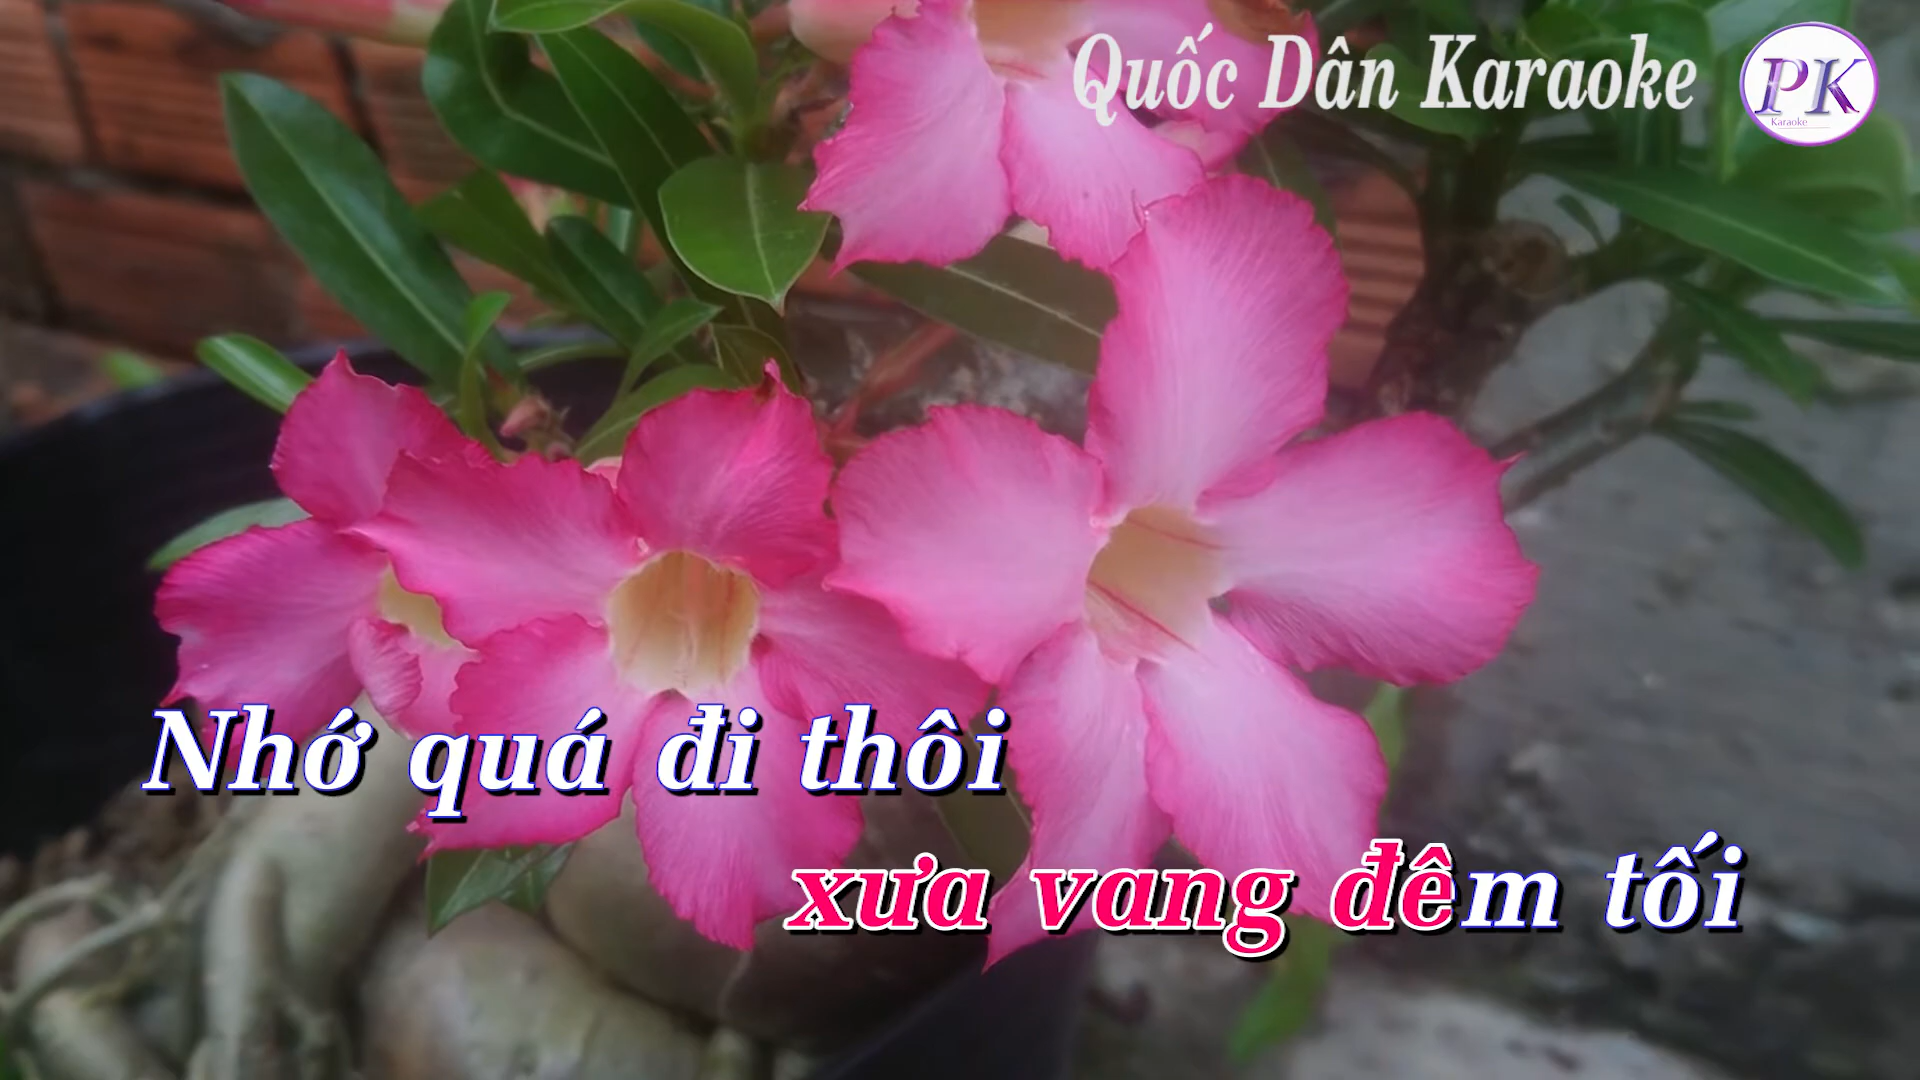 Quốc Dân Karaoke
PK
Karaoke
Nhớ quá đi thôi
xưa vang đêm tối